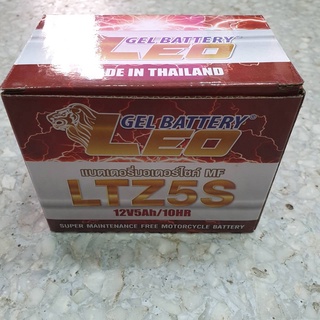 GEL BATTERY®
LEO
MADE IN THAILAND
GEL BATTERY®
LEO
แบตเตอรี่มอเตอร์ไซค์ MF
LTZ5S
12V5Ah/10HR
SUPER MAINTENANCE FREE MOTORCYCLE BATTERY